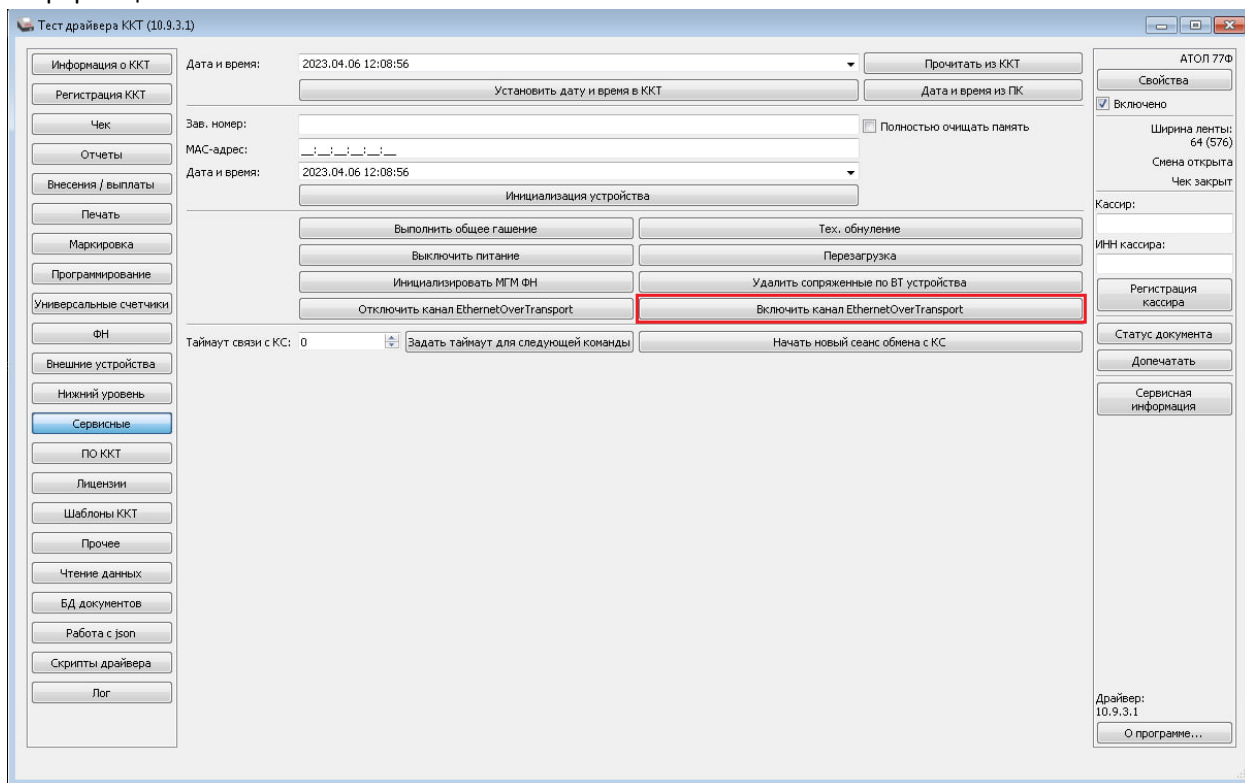 Тест драйвера ККТ (10.9.3.1)
Информация о ККТ
Регистрация ККТ
Чек
Отчеты
Внесения / выплаты
Печать
Маркировка
Программирование
Универсальные счетчики
ФН
Внешние устройства
Нижний уровень
Сервисные
ПО ККТ
Лицензии
Шаблоны ККТ
Прочее
Чтение данных
БД документов
Работа с json
Скрипты драйвера
Лог
Дата и время: 2023.04.06 12:08:56 Прочитать из ККТ
Установить дату и время в ККТ Дата и время из ПК
Зав. номер: Полностью очищать память
MAC-адрес: __:__:__:__:__:__
Дата и время: 2023.04.06 12:08:56
Инициализация устройства
Выполнить общее гашение Тех. обнуление
Выключить питание Перезагрузка
Инициализировать МГМ ФН Удалить сопряженные по BT устройства
Отключить канал EthernetOverTransport Включить канал EthernetOverTransport
Таймаут связи с КС: 0 Задать таймаут для следующей команды Начать новый сеанс обмена с КС
АТОЛ 77Ф
Свойства
Включено
Ширина ленты:
64 (576)
Смена открыта
Чек закрыт
Кассир:
ИНН кассира:
Регистрация
кассира
Статус документа
Допечатать
Сервисная
информация
Драйвер:
10.9.3.1
О программе...